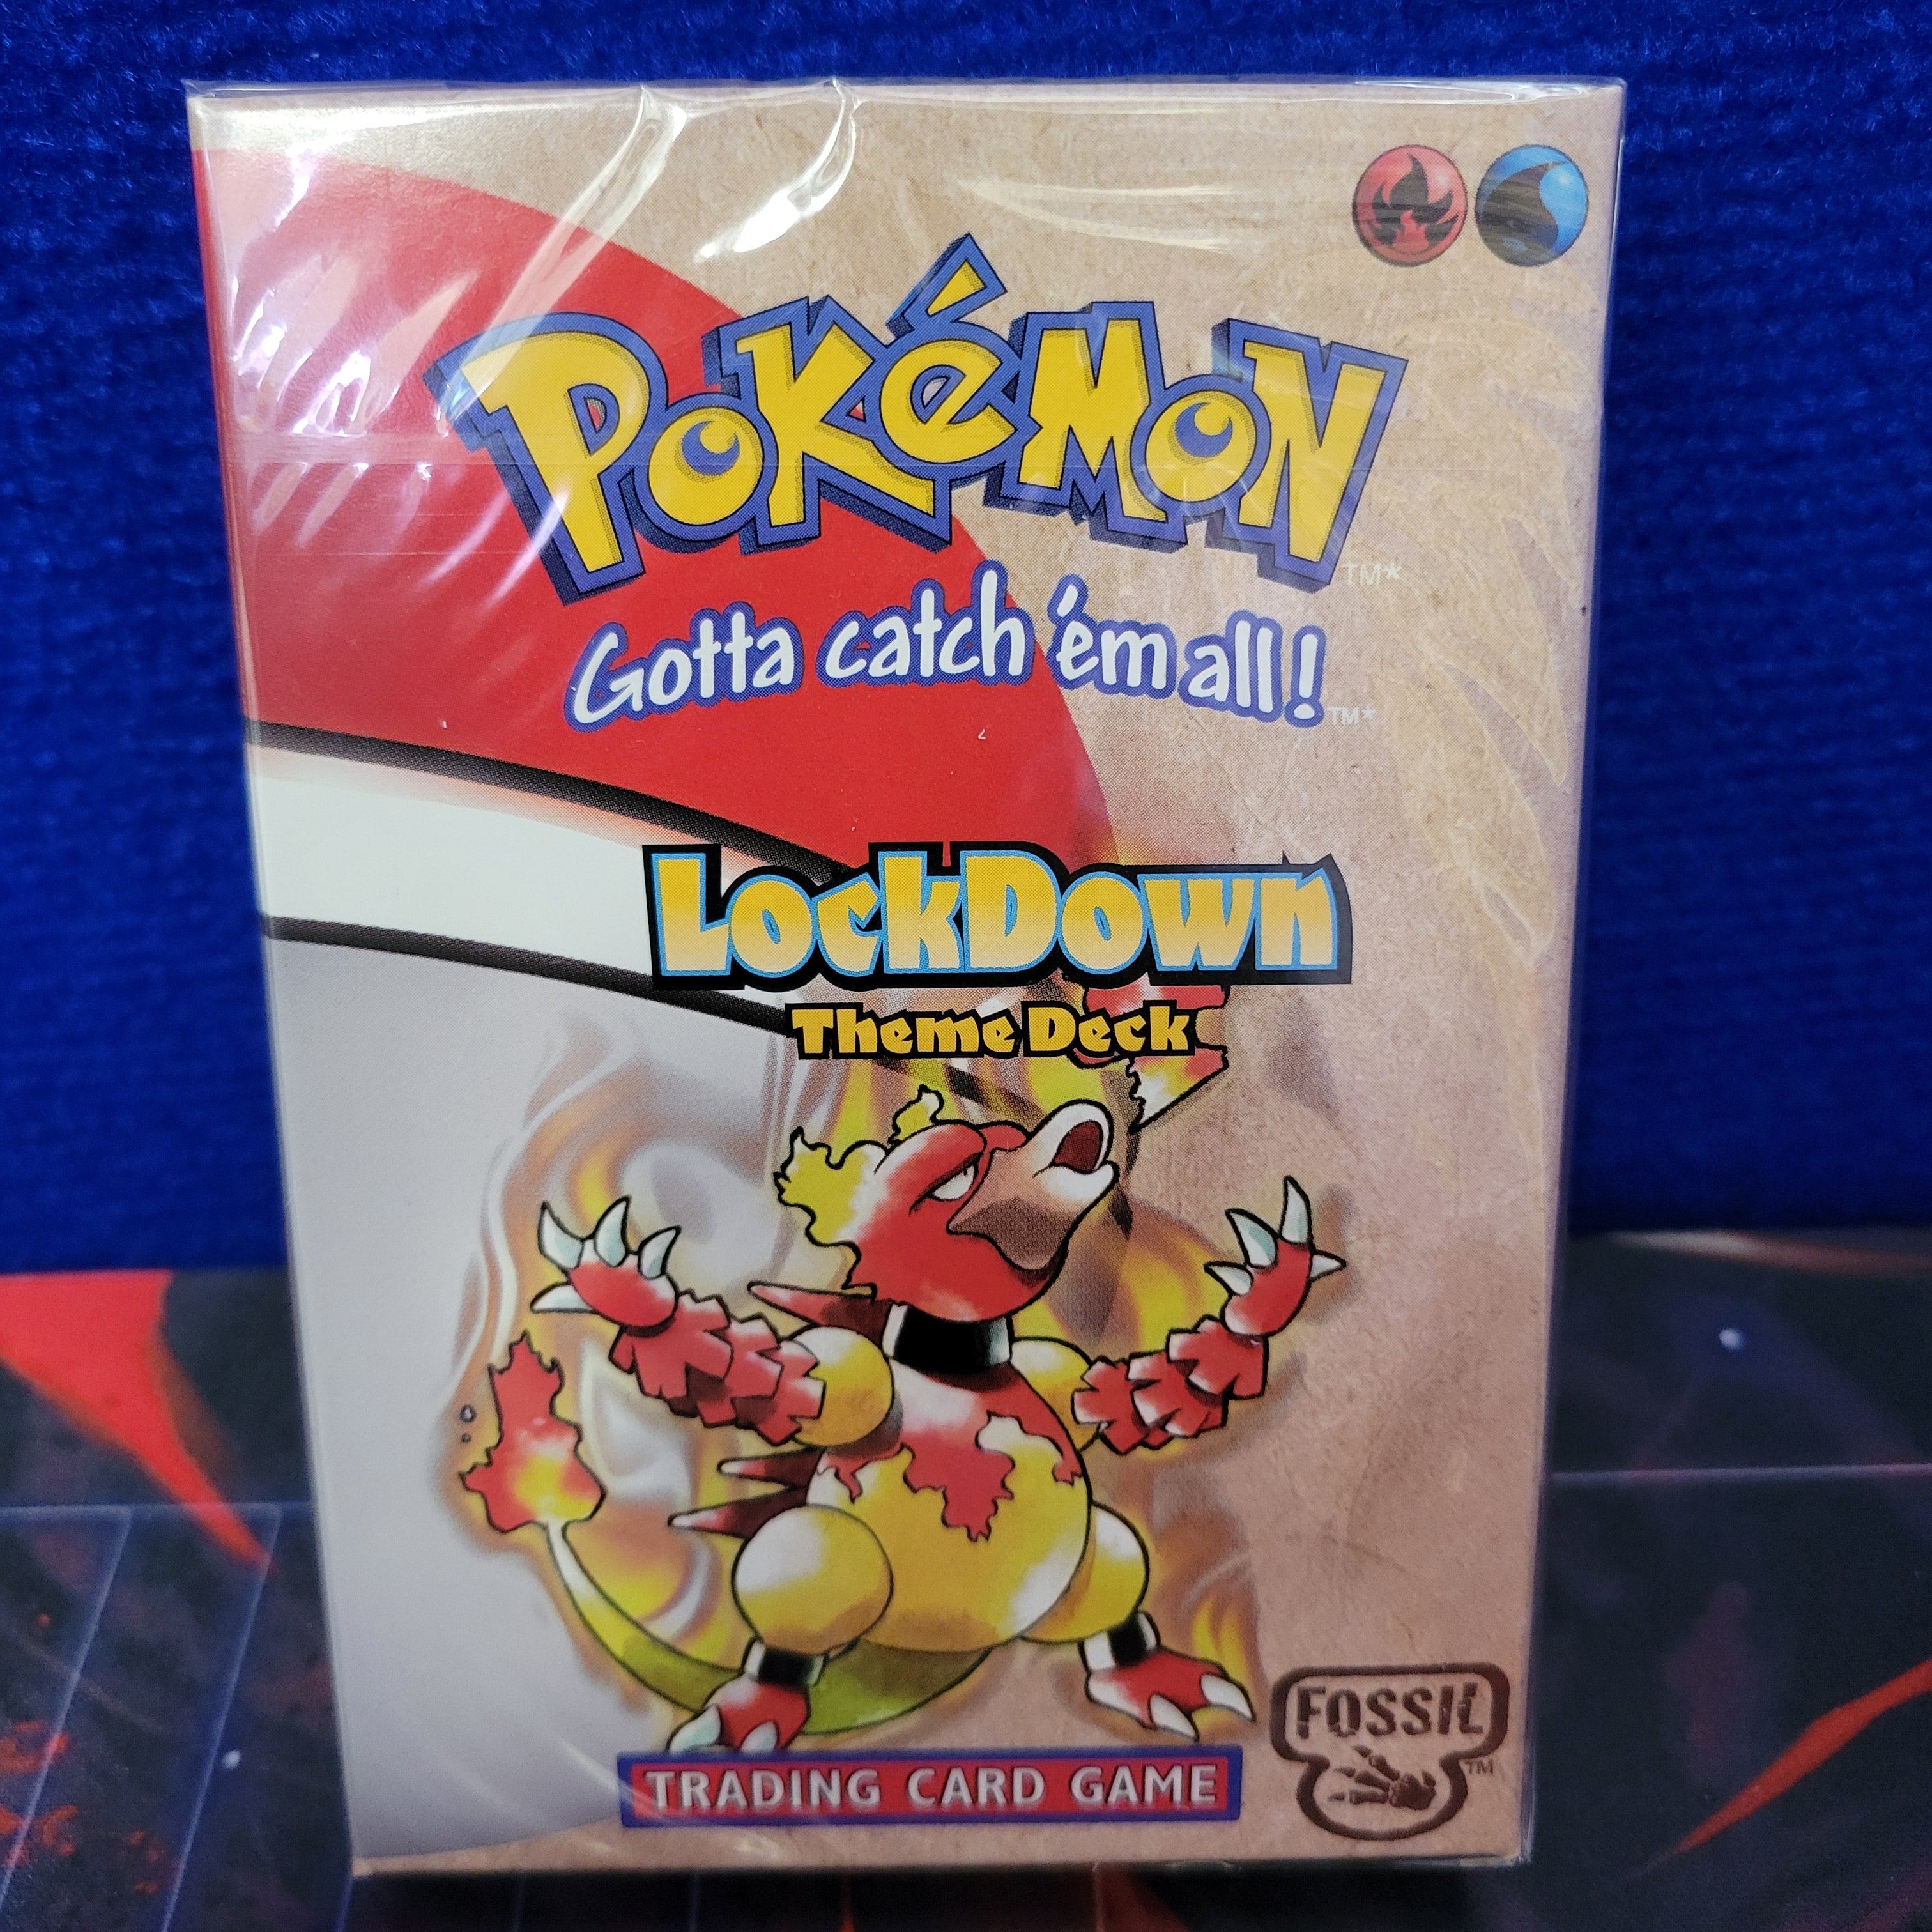 POKéMON
TM*
Gotta catch 'em all!
TM*
LockDown
Theme Deck
TRADING CARD GAME
FOSSIL
TM